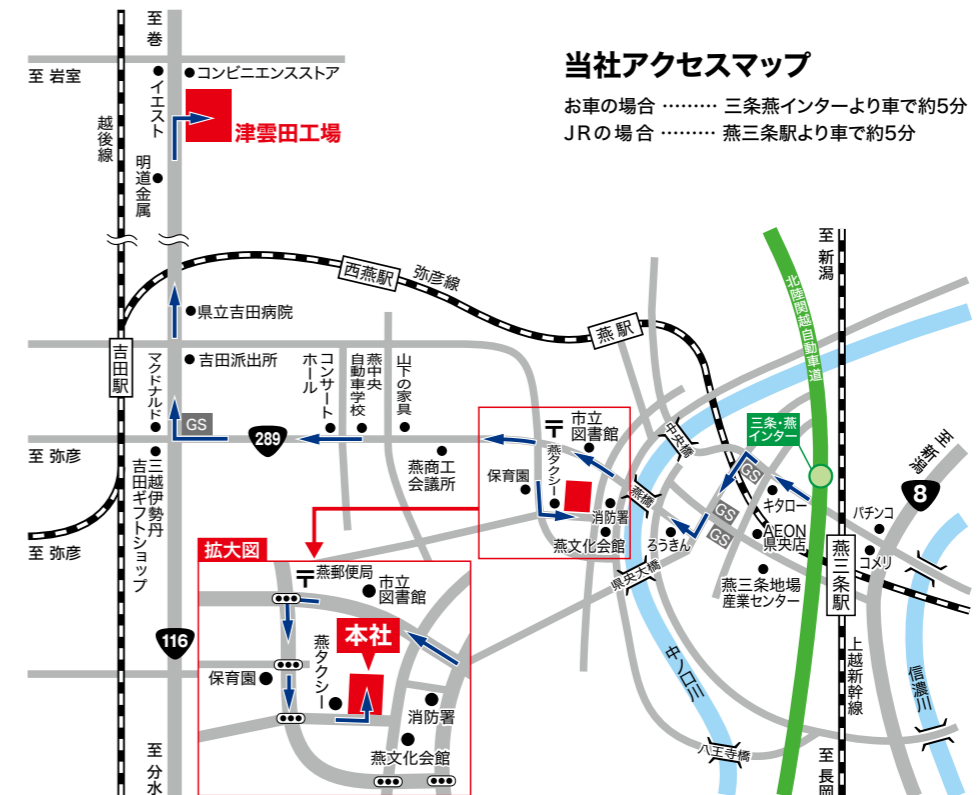 当社アクセスマップ
お車の場合 ……… 三条燕インターより車で約5分
JRの場合 ……… 燕三条駅より車で約5分
至 巻
至 岩室
コンビニエンスストア
イエスト
津雲田工場
越後線
明道金属
西燕駅
弥彦線
燕駅
至 新潟
北陸関越自動車道
県立吉田病院
吉田駅
マクドナルド
吉田派出所
コンサート
ホール
燕中央
自動車学校
山下の家具
GS
289
至 弥彦
三越伊勢丹
吉田ギフトショップ
燕商工
会議所
〒
市立
図書館
燕タクシー
保育園
消防署
燕文化会館
中央橋
燕橋
三条・燕
インター
GS
キタロー
GS
GS
ろうきん
AEON
県央店
県央大橋
燕三条地場
産業センター
至 新潟
8
パチンコ
コメリ
燕三条駅
至 弥彦
拡大図
〒燕郵便局
市立
図書館
本社
燕タクシー
保育園
消防署
燕文化会館
116
中ノ口川
上越新幹線
信濃川
八王寺橋
至 分水
至 長岡